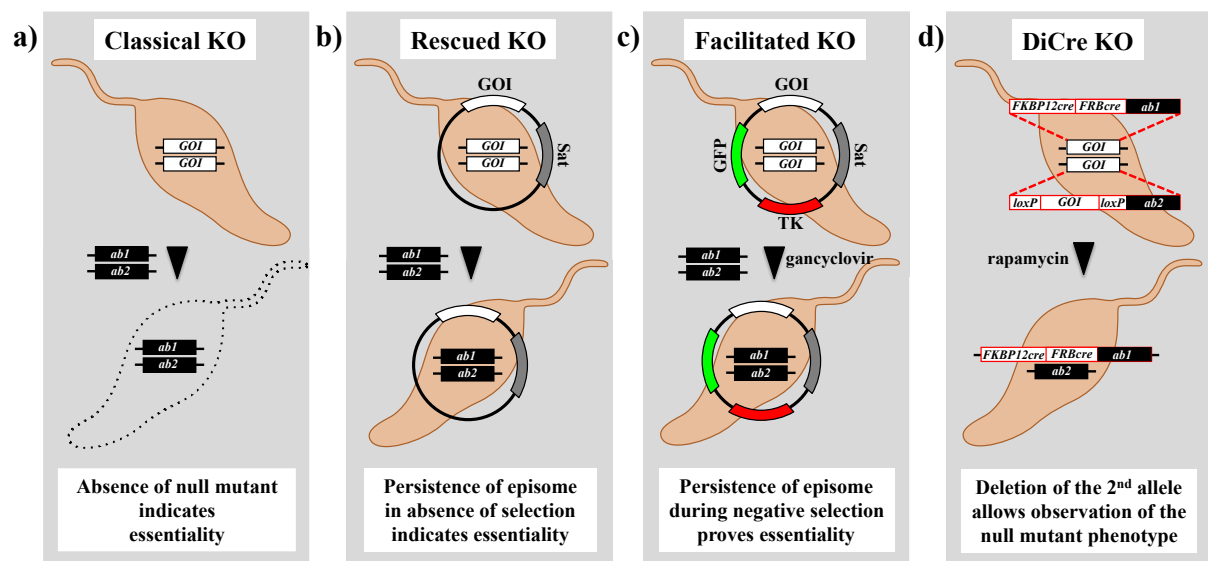 a)
Classical KO
GOI
GOI
ab1
ab2
ab1
ab2
Absence of null mutant
indicates
essentiality
b)
Rescued KO
GOI
Sat
GOI
GOI
ab1
ab2
ab1
ab2
Persistence of episome
in absence of selection
indicates essentiality
c)
Facilitated KO
GOI
GFP
Sat
TK
GOI
GOI
ab1
ab2
gancyclovir
ab1
ab2
Persistence of episome
during negative selection
proves essentiality
d)
DiCre KO
FKBP12cre FRBcre ab1
GOI
GOI
loxP GOI loxP ab2
rapamycin
FKBP12cre FRBcre ab1
ab2
Deletion of the 2nd allele
allows observation of the
null mutant phenotype